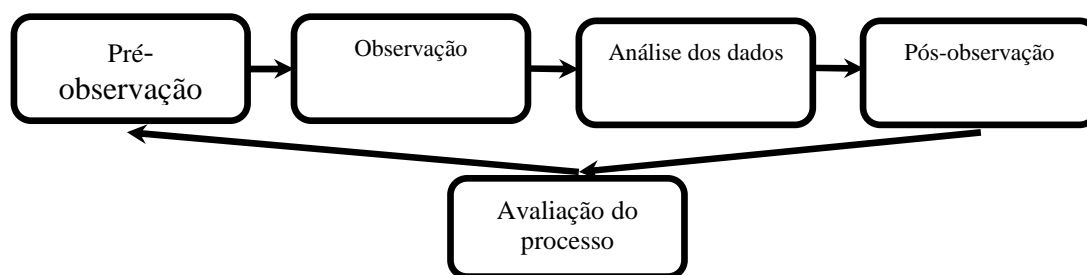 Pré-
observação
Observação
Análise dos dados
Pós-observação
Avaliação do
processo